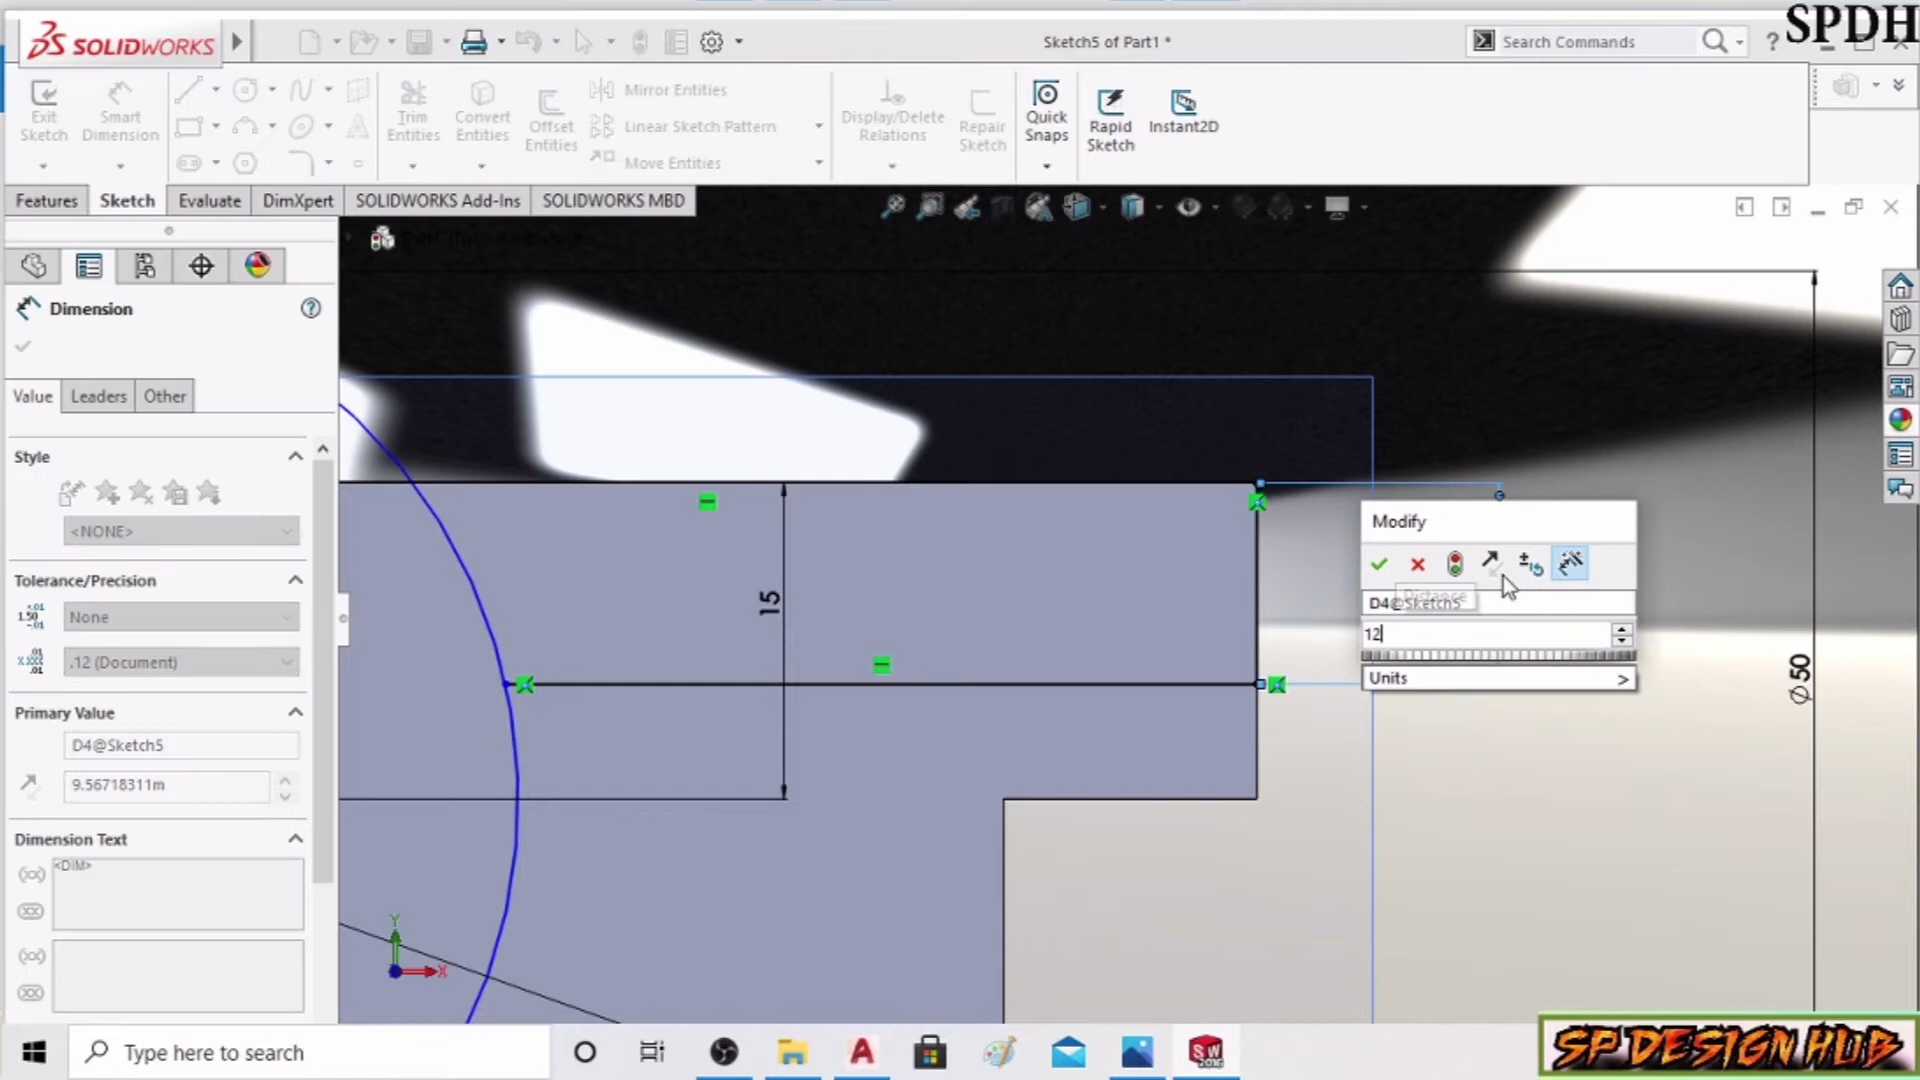 SPDH
SOLIDWORKS
Sketch5 of Part1 *
Search Commands
?
Exit Sketch
Smart Dimension
Trim Entities
Convert Entities
Offset Entities
Mirror Entities
Linear Sketch Pattern
Move Entities
Display/Delete Relations
Repair Sketch
Quick Snaps
Rapid Sketch
Instant2D
Features
Sketch
Evaluate
DimXpert
SOLIDWORKS Add-Ins
SOLIDWORKS MBD
Dimension
Value
Leaders
Other
Style
<NONE>
Tolerance/Precision
None
.12 (Document)
Primary Value
D4@Sketch5
9.56718311m
Dimension Text
<DIM>
15
Modify
D4@Sketch5
Distance
12
Units >
⌀50
Y
X
Type here to search
SW
2016
SP DESIGN HUB